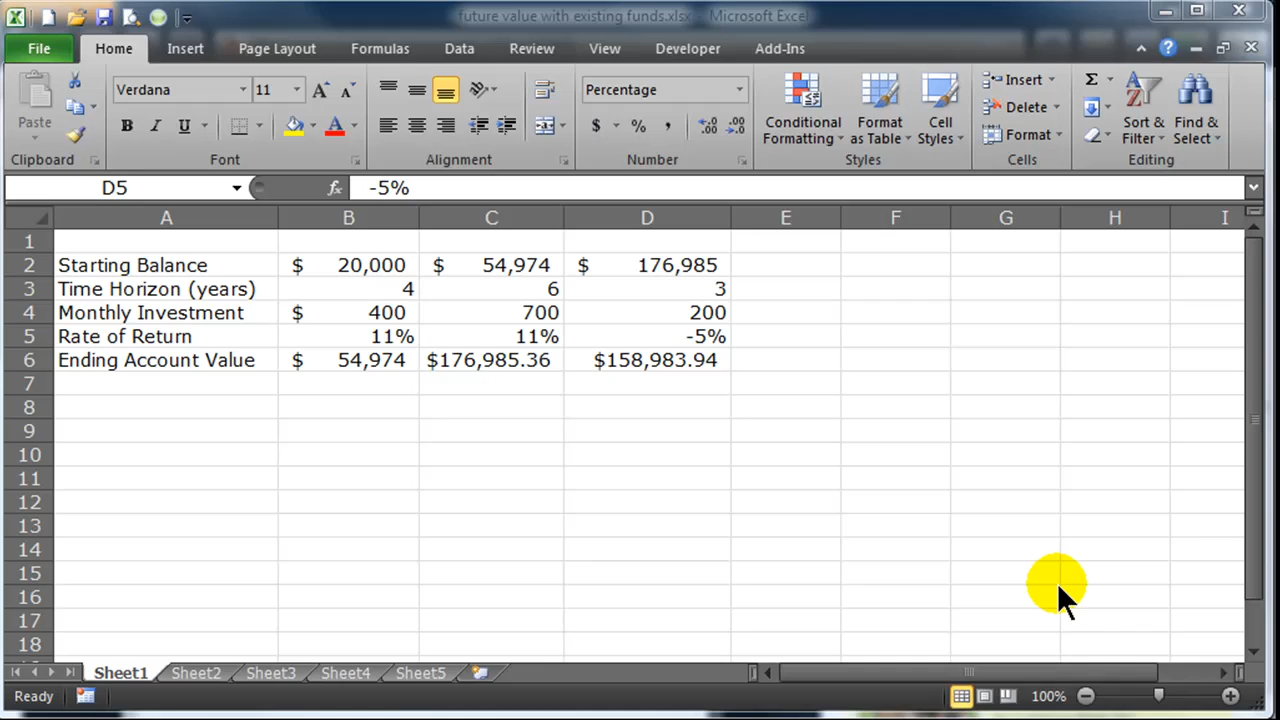 future value with existing funds.xlsx - Microsoft Excel
File Home Insert Page Layout Formulas Data Review View Developer Add-Ins
Verdana 11 Percentage Insert Σ
Paste Conditional Formatting Format as Table Cell Styles Delete Sort & Filter Find & Select
$ % , Format
B I U A
Clipboard Font Alignment Number Styles Cells Editing
D5 fx -5%
A B C D E F G H I
1
2 Starting Balance $ 20,000 $ 54,974 $ 176,985
3 Time Horizon (years) 4 6 3
4 Monthly Investment $ 400 700 200
5 Rate of Return 11% 11% -5%
6 Ending Account Value $ 54,974 $176,985.36 $158,983.94
7
8
9
10
11
12
13
14
15
16
17
18
Sheet1 Sheet2 Sheet3 Sheet4 Sheet5
Ready 100%